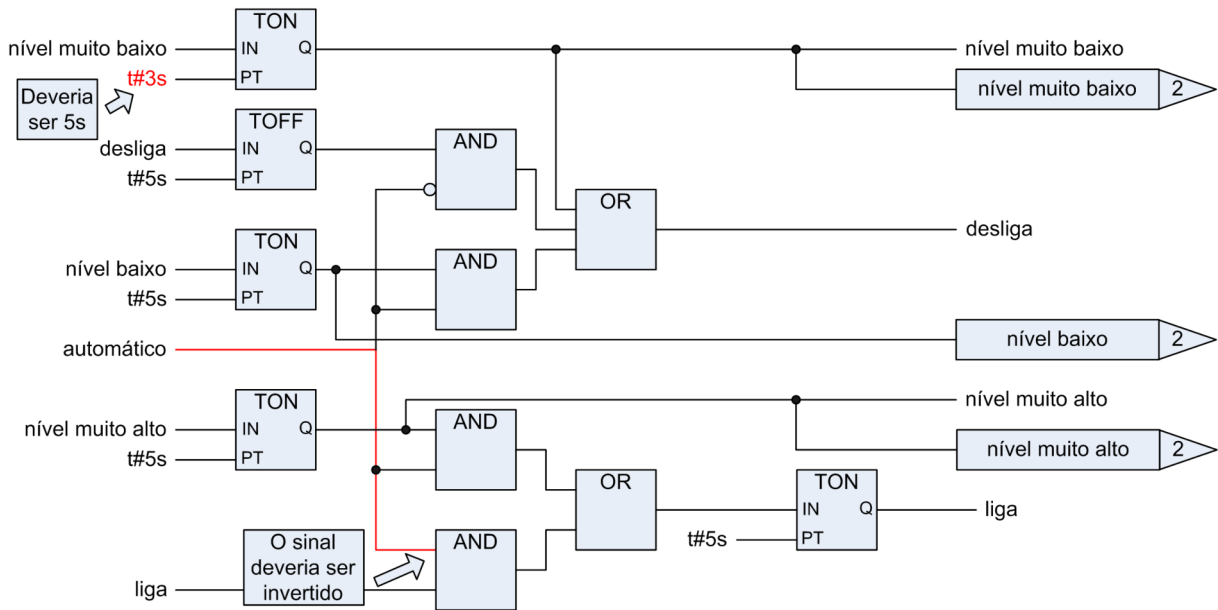 TON
nível muito baixo
IN
Q
nível muito baixo
t#3s
PT
nível muito baixo
2
Deveria
ser 5s
TOFF
desliga
IN
Q
t#5s
PT
AND
OR
desliga
TON
nível baixo
IN
Q
t#5s
PT
AND
nível baixo
2
automático
TON
nível muito alto
IN
Q
t#5s
PT
AND
nível muito alto
nível muito alto
2
OR
TON
IN
Q
liga
t#5s
PT
O sinal
deveria ser
invertido
AND
liga